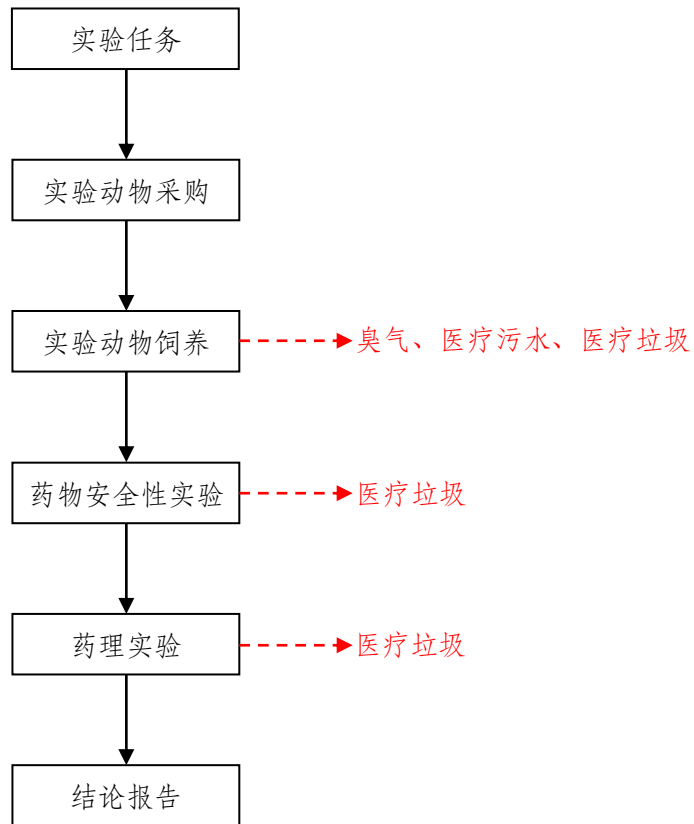 实验任务
实验动物采购
实验动物饲养
臭气、医疗污水、医疗垃圾
药物安全性实验
医疗垃圾
药理实验
医疗垃圾
结论报告